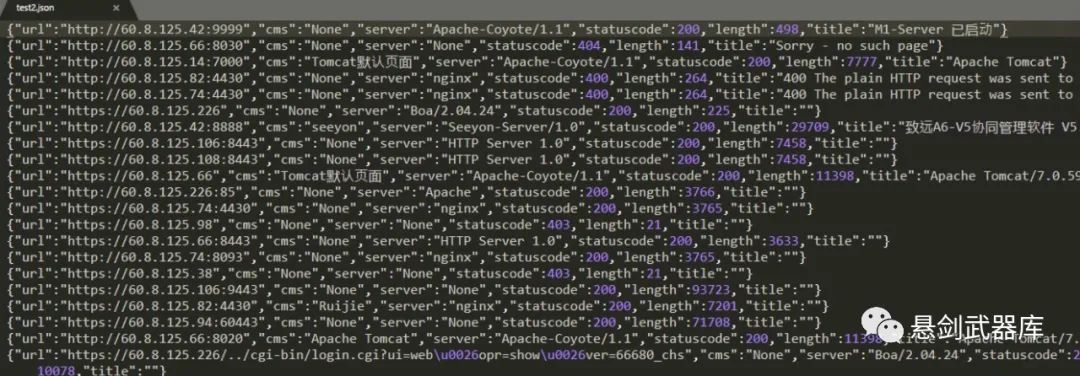 test2.json ×
{"url":"http://60.8.125.42:9999","cms":"None","server":"Apache-Coyote/1.1","statuscode":200,"length":498,"title":"M1-Server 已启动"}
{"url":"https://60.8.125.66:8030","cms":"None","server":"None","statuscode":404,"length":141,"title":"Sorry - no such page"}
{"url":"http://60.8.125.14:7000","cms":"Tomcat默认页面","server":"Apache-Coyote/1.1","statuscode":200,"length":7777,"title":"Apache Tomcat"}
{"url":"http://60.8.125.82:4430","cms":"None","server":"nginx","statuscode":400,"length":264,"title":"400 The plain HTTP request was sent to
{"url":"http://60.8.125.74:4430","cms":"None","server":"nginx","statuscode":400,"length":264,"title":"400 The plain HTTP request was sent to
{"url":"https://60.8.125.226","cms":"None","server":"Boa/2.04.24","statuscode":200,"length":225,"title":""}
{"url":"http://60.8.125.42:8888","cms":"seeyon","server":"Seeyon-Server/1.0","statuscode":200,"length":29709,"title":"致远A6-V5协同管理软件 V5
{"url":"https://60.8.125.106:8443","cms":"None","server":"HTTP Server 1.0","statuscode":200,"length":7458,"title":""}
{"url":"https://60.8.125.108:8443","cms":"None","server":"HTTP Server 1.0","statuscode":200,"length":7458,"title":""}
{"url":"https://60.8.125.66","cms":"Tomcat默认页面","server":"Apache-Coyote/1.1","statuscode":200,"length":11398,"title":"Apache Tomcat/7.0.59
{"url":"https://60.8.125.226:85","cms":"None","server":"Apache","statuscode":200,"length":3766,"title":""}
{"url":"https://60.8.125.74:4430","cms":"None","server":"nginx","statuscode":200,"length":3765,"title":""}
{"url":"https://60.8.125.98","cms":"None","server":"None","statuscode":403,"length":21,"title":""}
{"url":"https://60.8.125.66:8443","cms":"None","server":"HTTP Server 1.0","statuscode":200,"length":3633,"title":""}
{"url":"https://60.8.125.74:8093","cms":"None","server":"nginx","statuscode":200,"length":3765,"title":""}
{"url":"https://60.8.125.38","cms":"None","server":"None","statuscode":403,"length":21,"title":""}
{"url":"https://60.8.125.106:9443","cms":"None","server":"None","statuscode":200,"length":93723,"title":""}
{"url":"https://60.8.125.82:4430","cms":"Ruijie","server":"nginx","statuscode":200,"length":7201,"title":""}
{"url":"https://60.8.125.94:60443","cms":"None","server":"None","statuscode":200,"length":71708,"title":""}
{"url":"https://60.8.125.66:8020","cms":"Apache Tomcat","server":"Apache-Coyote/1.1","statuscode":200,"length":11398,"title":"Apache Tomcat/7.
{"url":"https://60.8.125.226/../cgi-bin/login.cgi?ui=web\u0026opr=show\u0026ver=66680_chs","cms":"None","server":"Boa/2.04.24","statuscode":2
10078,"title":""}
悬剑武器库